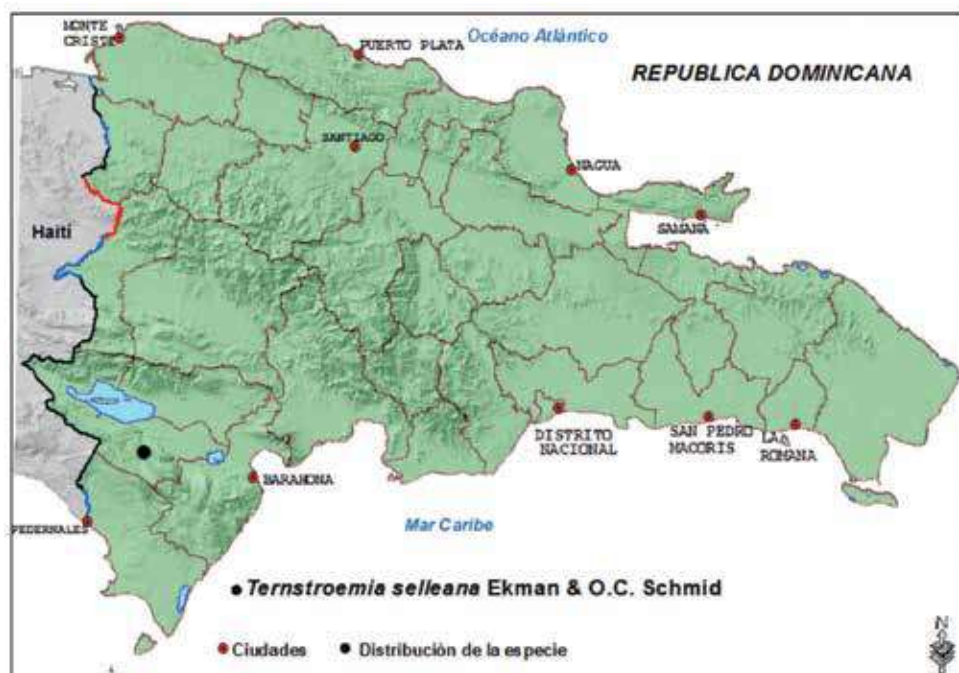 MONTE
CRISTI
PUERTO PLATA
Océano Atlántico
REPUBLICA DOMINICANA
SANTIAGO
NAGUA
SAMANA
Haití
DISTRITO
NACIONAL
SAN PEDRO
MACORIS
LA
ROMANA
BARAHONA
PEDERNALES
Mar Caribe
Ternstroemia selleana Ekman & O.C. Schmid
Ciudades
Distribución de la especie
N